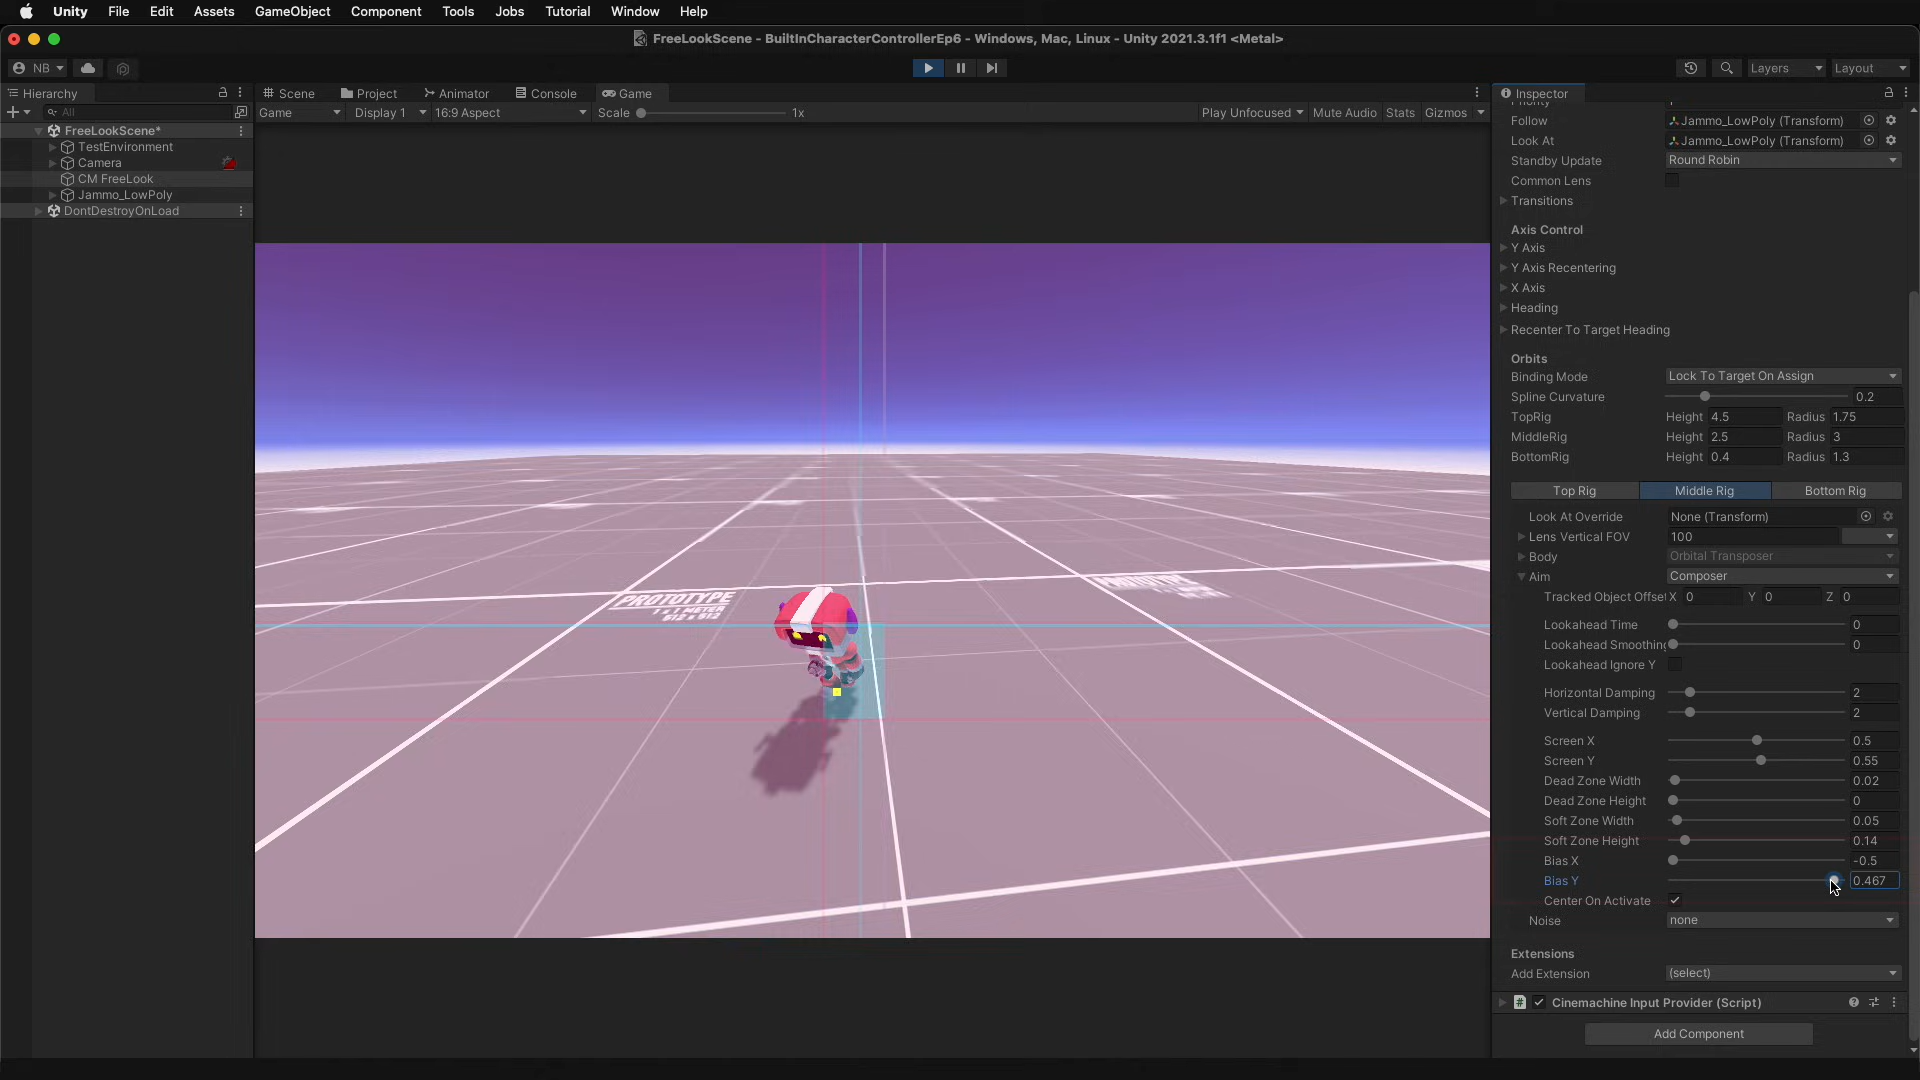 Unity File Edit Assets GameObject Component Tools Jobs Tutorial Window Help
FreeLookScene - BuiltInCharacterControllerEp6 - Windows, Mac, Linux - Unity 2021.3.1f1 <Metal>
NB Layers Layout
Hierarchy Scene Project Animator Console Game Inspector
All Game Display 1 16:9 Aspect Scale 1x Play Unfocused Mute Audio Stats Gizmos
FreeLookScene*
TestEnvironment
Camera
CM FreeLook
Jammo_LowPoly
DontDestroyOnLoad
PROTOTYPE
1 x 1 METER
512 x 512
PROTOTYPE
Priority
Follow Jammo_LowPoly (Transform)
Look At Jammo_LowPoly (Transform)
Standby Update Round Robin
Common Lens
Transitions
Axis Control
Y Axis
Y Axis Recentering
X Axis
Heading
Recenter To Target Heading
Orbits
Binding Mode Lock To Target On Assign
Spline Curvature 0.2
TopRig Height 4.5 Radius 1.75
MiddleRig Height 2.5 Radius 3
BottomRig Height 0.4 Radius 1.3
Top Rig Middle Rig Bottom Rig
Look At Override None (Transform)
Lens Vertical FOV 100
Body Orbital Transposer
Aim Composer
Tracked Object Offset X 0 Y 0 Z 0
Lookahead Time 0
Lookahead Smoothing 0
Lookahead Ignore Y
Horizontal Damping 2
Vertical Damping 2
Screen X 0.5
Screen Y 0.55
Dead Zone Width 0.02
Dead Zone Height 0
Soft Zone Width 0.05
Soft Zone Height 0.14
Bias X -0.5
Bias Y 0.467
Center On Activate
Noise none
Extensions
Add Extension (select)
# Cinemachine Input Provider (Script)
Add Component